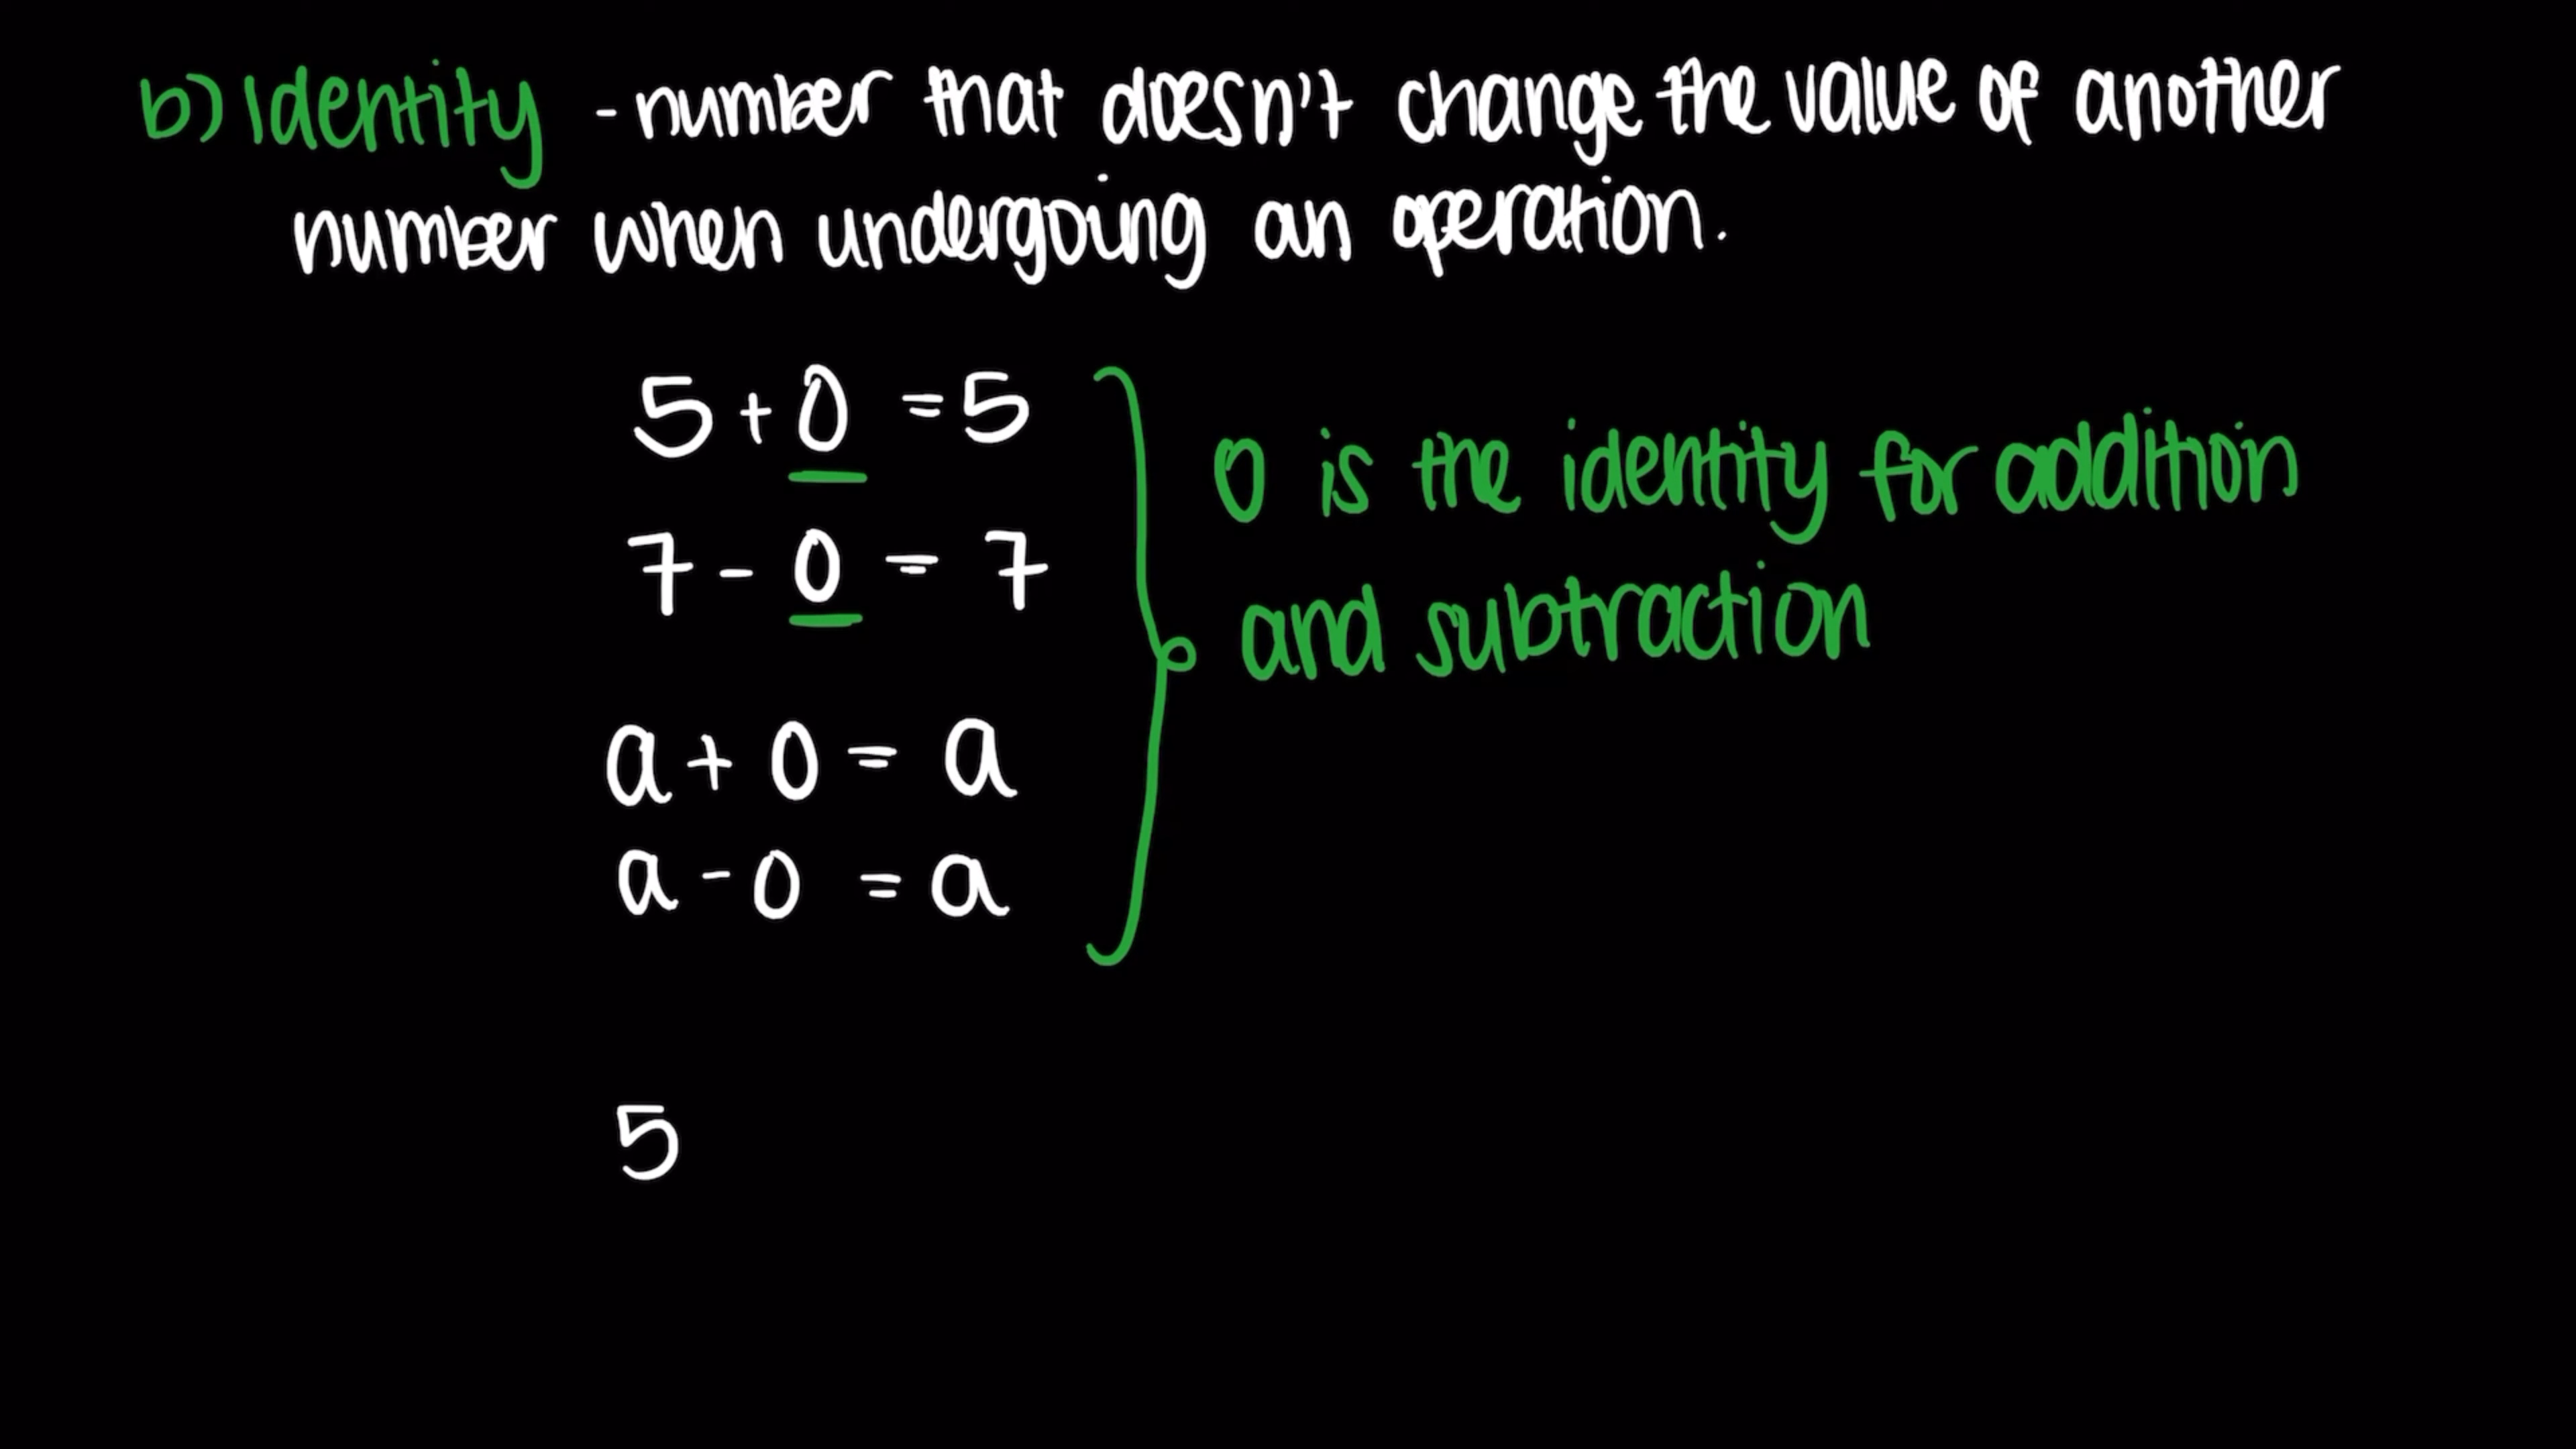 b) Identity - number that doesn't change the value of another
number when undergoing an operation.
5 + 0 = 5
7 - 0 = 7
0 is the identity for addition
and subtraction
a + 0 = a
a - 0 = a
5